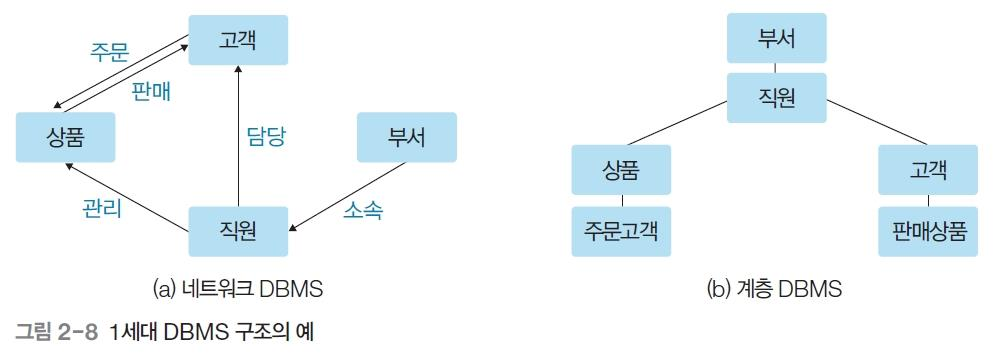 고객
주문
판매
상품
담당
부서
관리
직원
소속
(a) 네트워크 DBMS
부서
직원
상품
고객
주문고객
판매상품
(b) 계층 DBMS
그림 2-8 1세대 DBMS 구조의 예